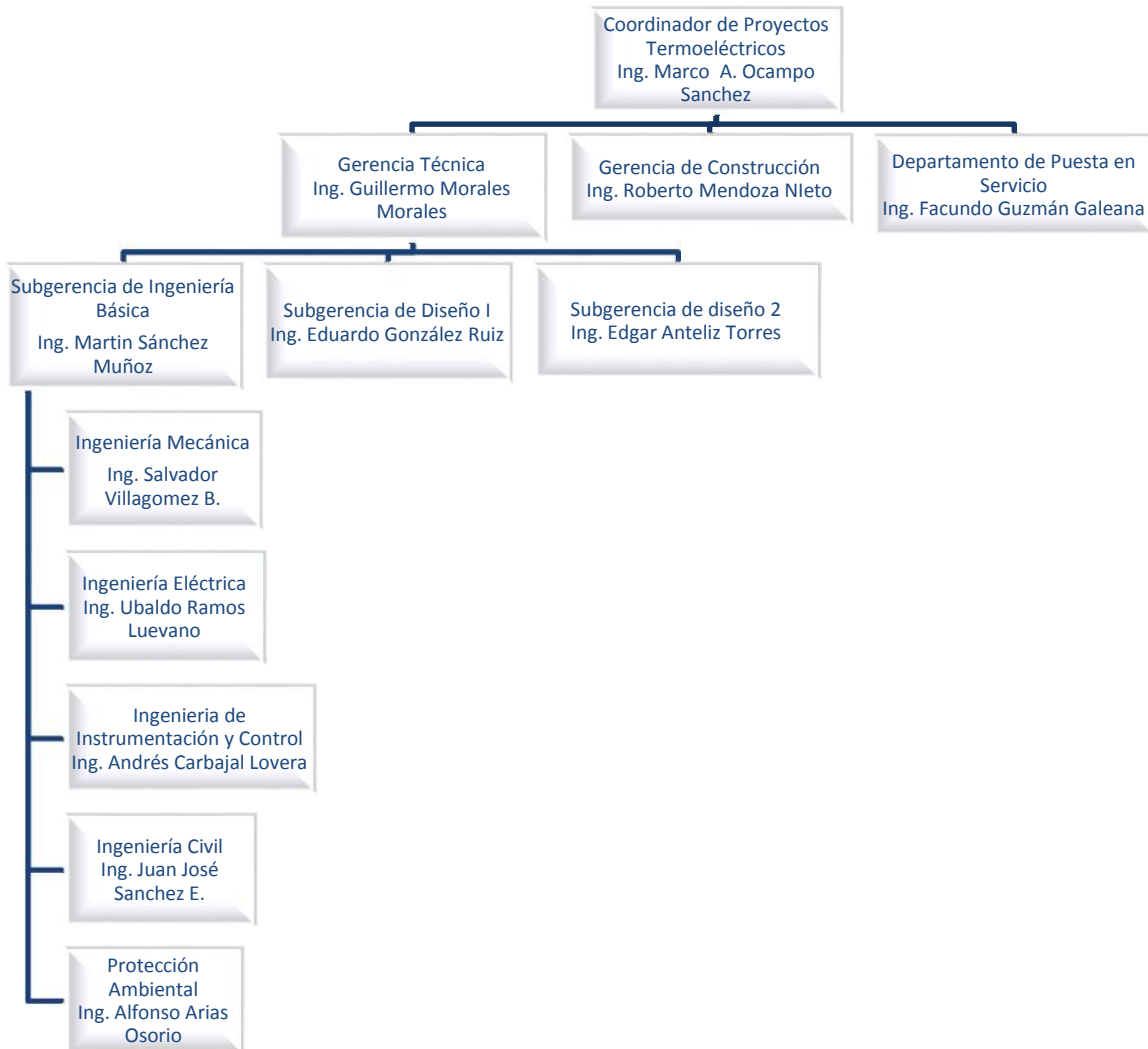 Coordinador de Proyectos
Termoeléctricos
Ing. Marco A. Ocampo
Sanchez
Gerencia Técnica
Ing. Guillermo Morales
Morales
Gerencia de Construcción
Ing. Roberto Mendoza NIeto
Departamento de Puesta en
Servicio
Ing. Facundo Guzmán Galeana
Subgerencia de Ingeniería
Básica
Ing. Martin Sánchez
Muñoz
Subgerencia de Diseño I
Ing. Eduardo González Ruiz
Subgerencia de diseño 2
Ing. Edgar Anteliz Torres
Ingeniería Mecánica
Ing. Salvador
Villagomez B.
Ingeniería Eléctrica
Ing. Ubaldo Ramos
Luevano
Ingenieria de
Instrumentación y Control
Ing. Andrés Carbajal Lovera
Ingeniería Civil
Ing. Juan José
Sanchez E.
Protección
Ambiental
Ing. Alfonso Arias
Osorio